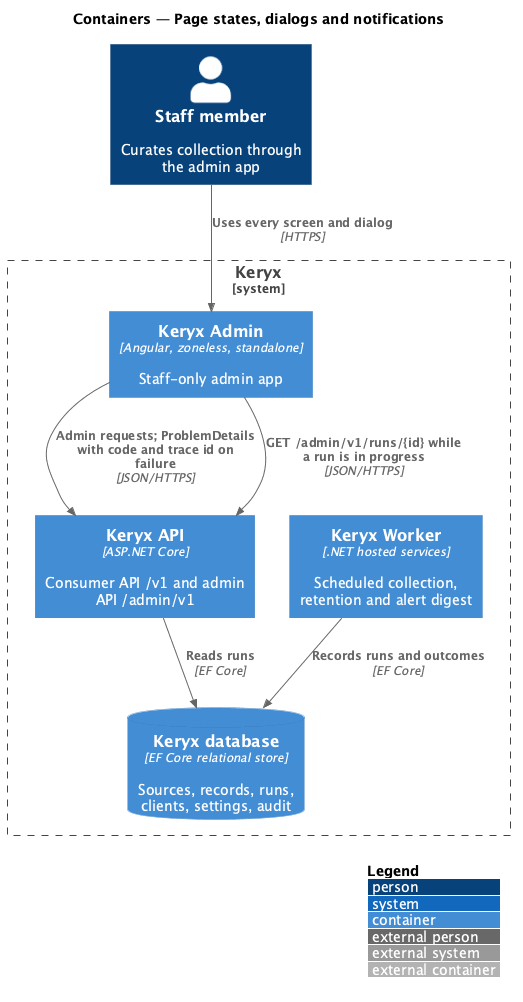 Containers — Page states, dialogs and notifications
Staff member
Curates collection through
the admin app
Uses every screen and dialog
[HTTPS]
Keryx
[system]
Keryx Admin
[Angular, zoneless, standalone]
Staff-only admin app
Admin requests; ProblemDetails
with code and trace id on
failure
[JSON/HTTPS]
GET /admin/v1/runs/{id} while
a run is in progress
[JSON/HTTPS]
Keryx API
[ASP.NET Core]
Consumer API /v1 and admin
API /admin/v1
Keryx Worker
[.NET hosted services]
Scheduled collection,
retention and alert digest
Reads runs
[EF Core]
Records runs and outcomes
[EF Core]
Keryx database
[EF Core relational store]
Sources, records, runs,
clients, settings, audit
Legend
person
system
container
external person
external system
external container